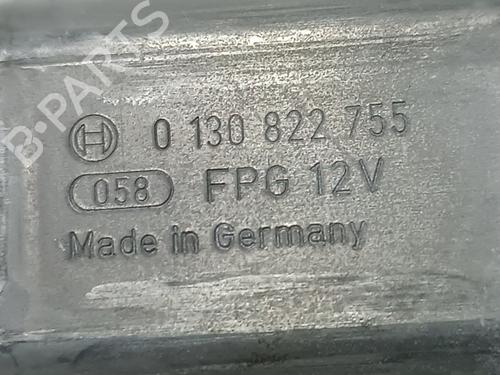 B-PARTS
0 130 822 755
058 FPG 12V
Made in Germany